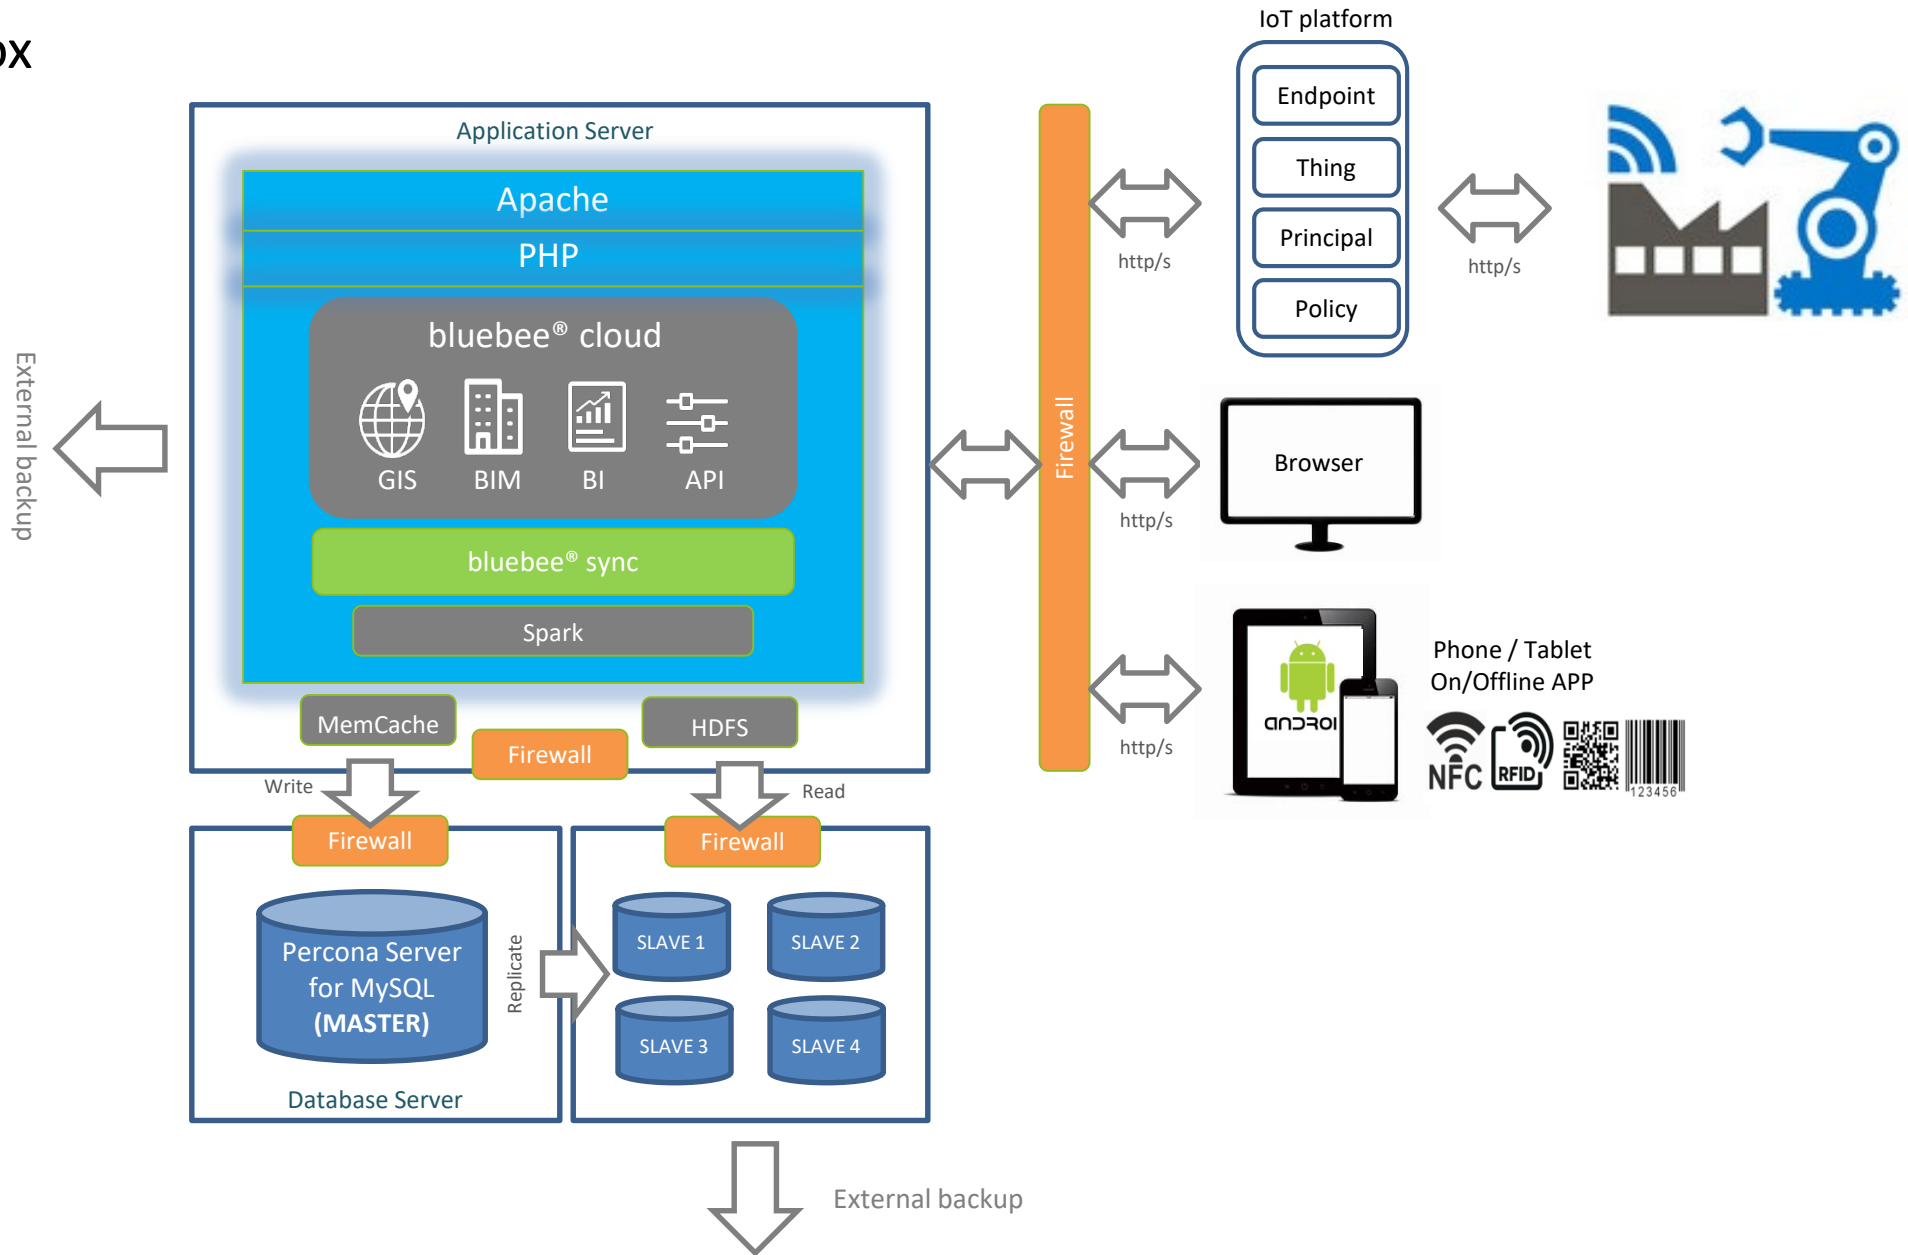 IoT platform
Endpoint
Thing
Principal
Policy
http/s
http/s
Application Server
Apache
PHP
bluebee® cloud
GIS
BIM
BI
API
bluebee® sync
Spark
MemCache
HDFS
Firewall
External backup
Firewall
http/s
Browser
http/s
Phone / Tablet
On/Offline APP
NFC
RFID
123456
Write
Read
Firewall
Firewall
Percona Server
for MySQL
(MASTER)
Replicate
SLAVE 1
SLAVE 2
SLAVE 3
SLAVE 4
Database Server
External backup